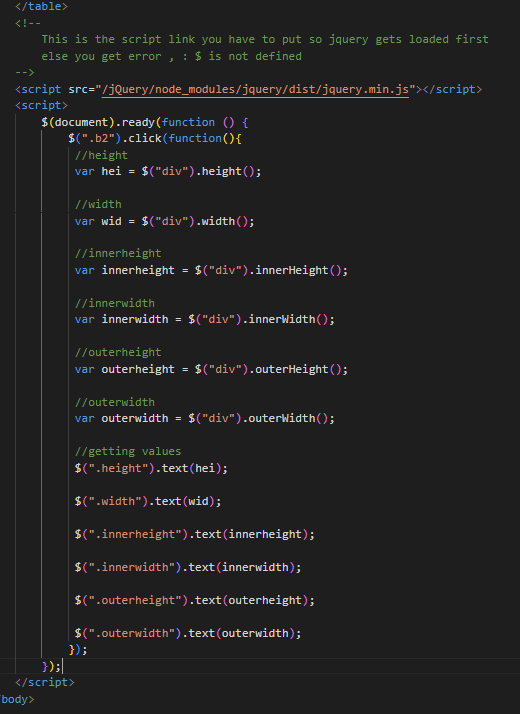 </table>
<!--
This is the script link you have to put so jquery gets loaded first
else you get error , : $ is not defined
-->
<script src="/jQuery/node_modules/jquery/dist/jquery.min.js"></script>
<script>
$(document).ready(function () {
$(".b2").click(function(){
//height
var hei = $("div").height();
//width
var wid = $("div").width();
//innerheight
var innerheight = $("div").innerHeight();
//innerwidth
var innerwidth = $("div").innerWidth();
//outerheight
var outerheight = $("div").outerHeight();
//outerwidth
var outerwidth = $("div").outerWidth();
//getting values
$(".height").text(hei);
$(".width").text(wid);
$(".innerheight").text(innerheight);
$(".innerwidth").text(innerwidth);
$(".outerheight").text(outerheight);
$(".outerwidth").text(outerwidth);
});
});
</script>
body>